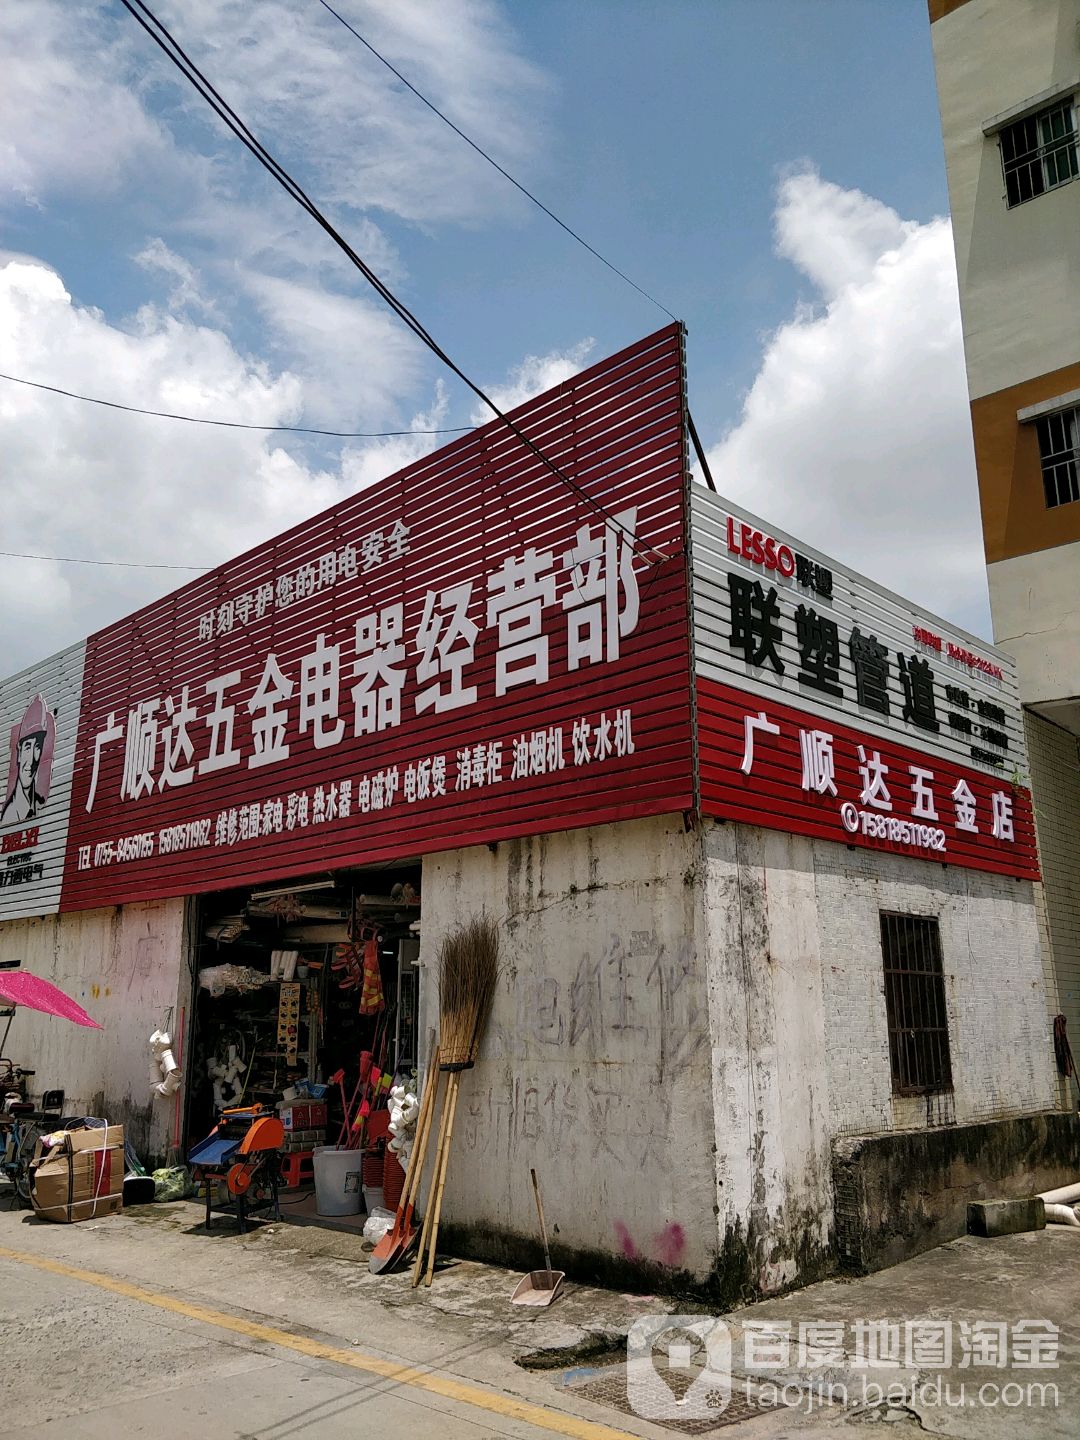 时刻守护您的用电安全
广顺达五金电器经营部
TEL 0755-84561155 15818511982 维修范围:家电 彩电 热水器 电磁炉 电饭煲 消毒柜 油烟机 饮水机
LESSO联塑
联塑管道
广顺达五金店
15818511982
百度地图淘金
taojin.baidu.com